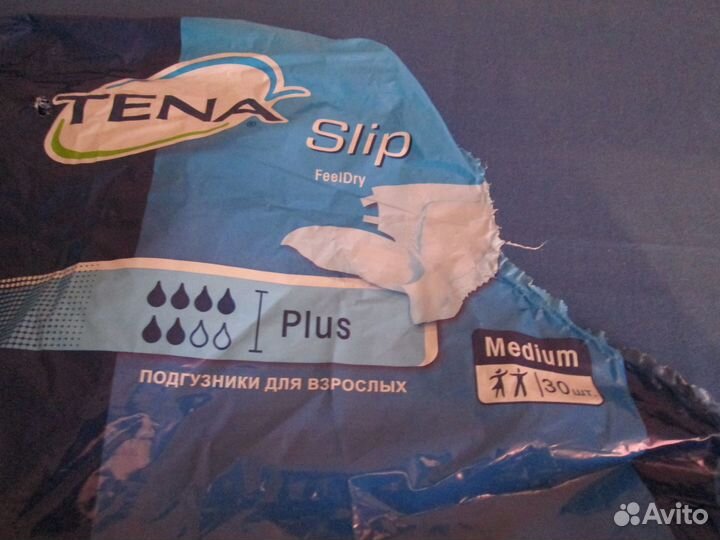 TENA®
Slip
FeelDry
Plus
ПОДГУЗНИКИ ДЛЯ ВЗРОСЛЫХ
Medium
30 шт.
Avito